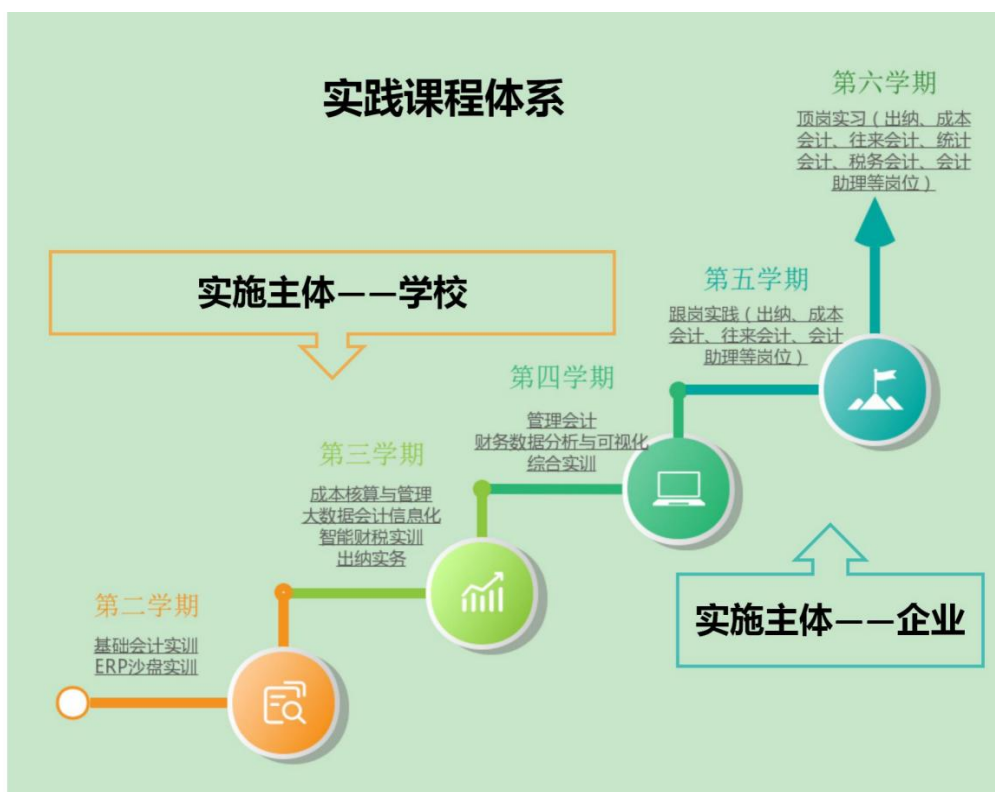 实践课程体系
第六学期
顶岗实习（出纳、成本
会计、往来会计、统计
会计、税务会计、会计
助理等岗位）
实施主体——学校
第五学期
跟岗实践（出纳、成本
会计、往来会计、会计
助理等岗位）
第四学期
管理会计
财务数据分析与可视化
综合实训
第三学期
成本核算与管理
大数据会计信息化
智能财税实训
出纳实务
实施主体——企业
第二学期
基础会计实训
ERP沙盘实训